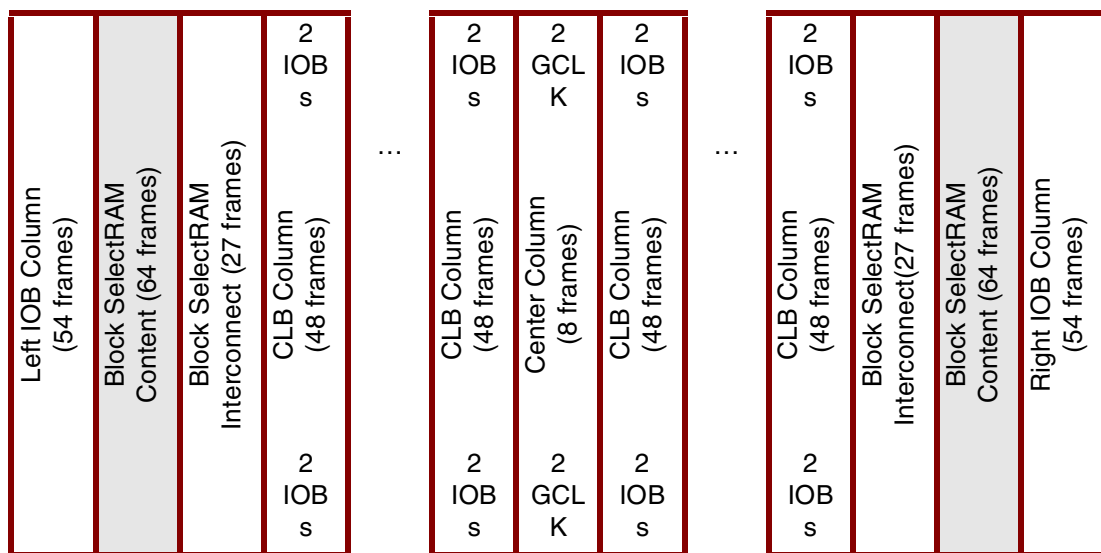 2
IOB
s
2
IOB
s
2
GCL
K
2
IOB
s
2
IOB
s
...
...
Left IOB Column
(54 frames)
Block SelectRAM
Content (64 frames)
Block SelectRAM
Interconnect (27 frames)
CLB Column
(48 frames)
CLB Column
(48 frames)
Center Column
(8 frames)
CLB Column
(48 frames)
CLB Column
(48 frames)
Block SelectRAM
Interconnect(27 frames)
Block SelectRAM
Content (64 frames)
Right IOB Column
(54 frames)
2
IOB
s
2
IOB
s
2
GCL
K
2
IOB
s
2
IOB
s